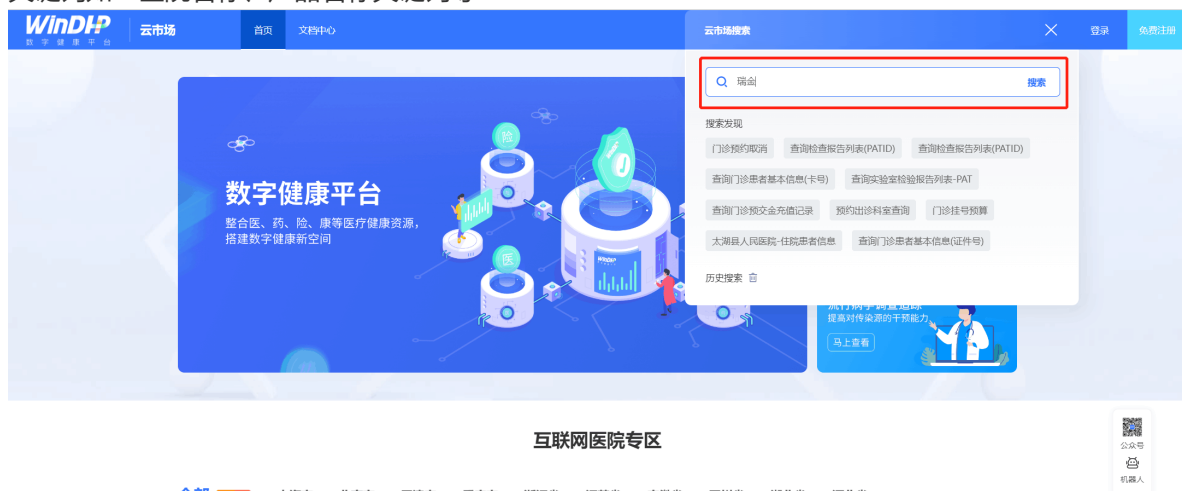 WinDHP
数字健康平台
云市场
首页
文档中心
云市场搜索
登录
免费注册
瑞金
搜索
搜索发现
门诊预约取消
查询检查报告列表(PATID)
查询检查报告列表(PATID)
查询门诊患者基本信息(卡号)
查询实验室检验报告列表-PAT
查询门诊预交金充值记录
预约出诊科室查询
门诊挂号预算
太湖县人民医院-住院患者信息
查询门诊患者基本信息(证件号)
历史搜索
数字健康平台
整合医、药、险、康等医疗健康资源，
搭建数字健康新空间
险
医
WINDHP
流行病学调查追踪
提高对传染源的干预能力
马上查看
互联网医院专区
公众号
机器人